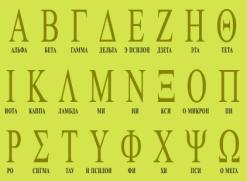 Α Β Γ Δ Ε Ζ Η Θ
АЛЬФА БЕТА ГАММА ДЕЛЬТА Э ПСИЛОН ДЗЕТА ЭТА ТЕТА
Ι Κ Λ Μ Ν Ξ Ο Π
ИОТА КАППА ЛАМБДА МИ НИ КСИ О МИКРОН ПИ
Ρ Σ Τ Υ Φ Χ Ψ Ω
РО СИГМА ТАУ И ПСИЛОН ФИ ХИ ПСИ О МЕГА